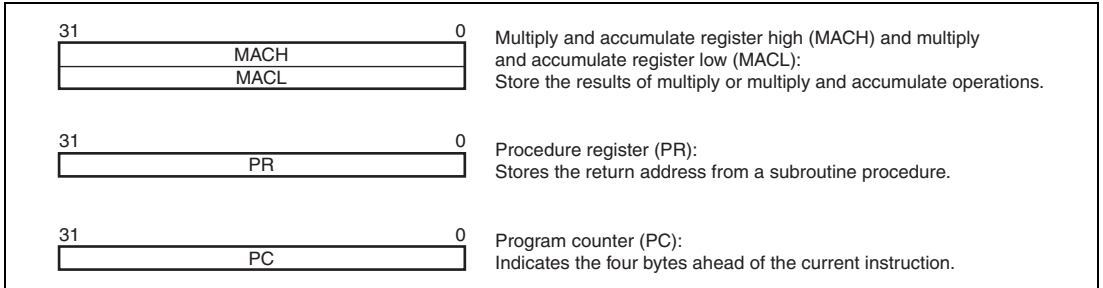 31 0
MACH
MACL
Multiply and accumulate register high (MACH) and multiply
and accumulate register low (MACL):
Store the results of multiply or multiply and accumulate operations.
31 0
PR
Procedure register (PR):
Stores the return address from a subroutine procedure.
31 0
PC
Program counter (PC):
Indicates the four bytes ahead of the current instruction.